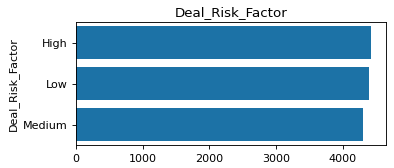 Deal_Risk_Factor
Deal_Risk_Factor
High
Low
Medium
0 1000 2000 3000 4000